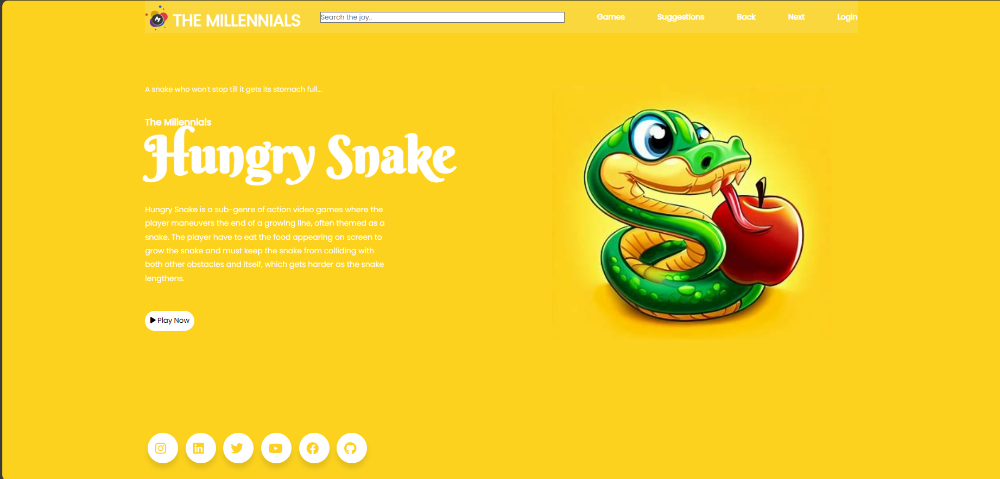 THE MILLENNIALS
Search the joy..
Games
Suggestions
Back
Next
Login
A snake who won't stop till it gets its stomach full...
The Millennials
Hungry Snake
Hungry Snake is a sub-genre of action video games where the
player maneuvers the end of a growing line, often themed as a
snake. The player have to eat the food appearing on screen to
grow the snake and must keep the snake from colliding with
both other obstacles and itself, which gets harder as the snake
lengthens.
Play Now